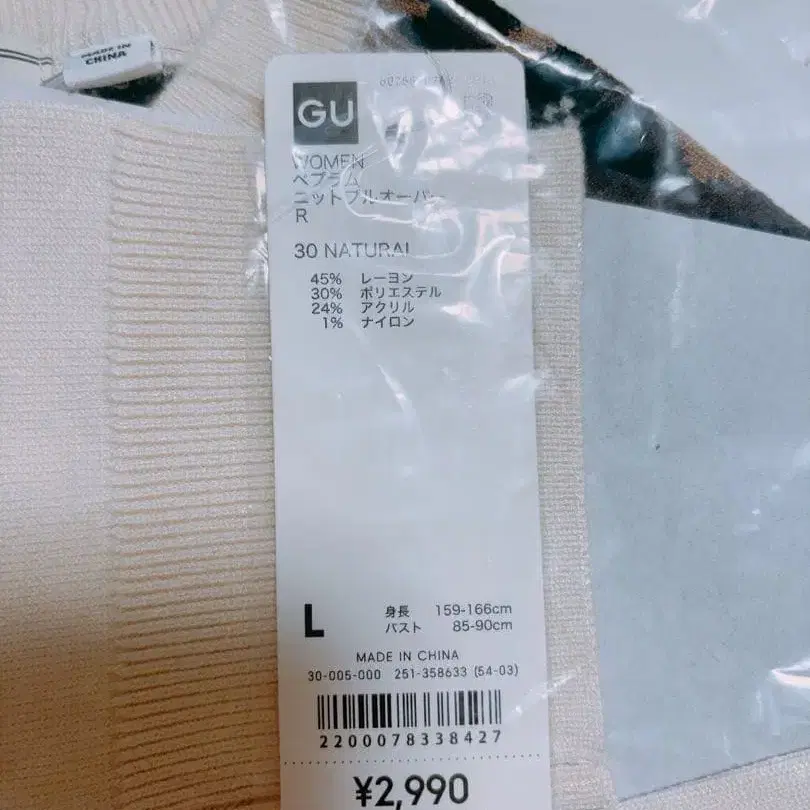 MADE IN
CHINA
GU
WOMEN
ペプラム
ニットプルオーバー
R
30 NATURAL
45% レーヨン
30% ポリエステル
24% アクリル
1% ナイロン
L
身長 159-166cm
バスト 85-90cm
MADE IN CHINA
30-005-000 251-358633 (54-03)
2200078338427
¥2,990